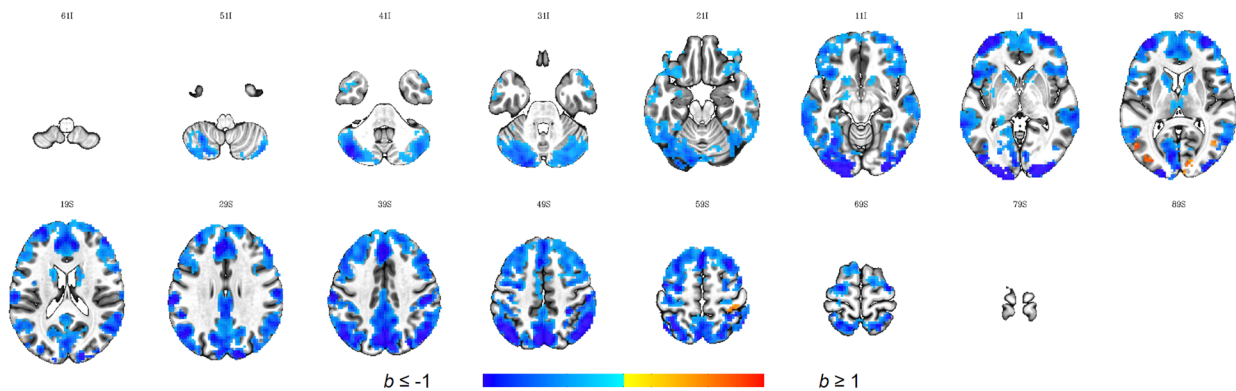 61I 51I 41I 31I 21I 11I 1I 9S
19S 29S 39S 49S 59S 69S 79S 89S
b ≤ -1 b ≥ 1